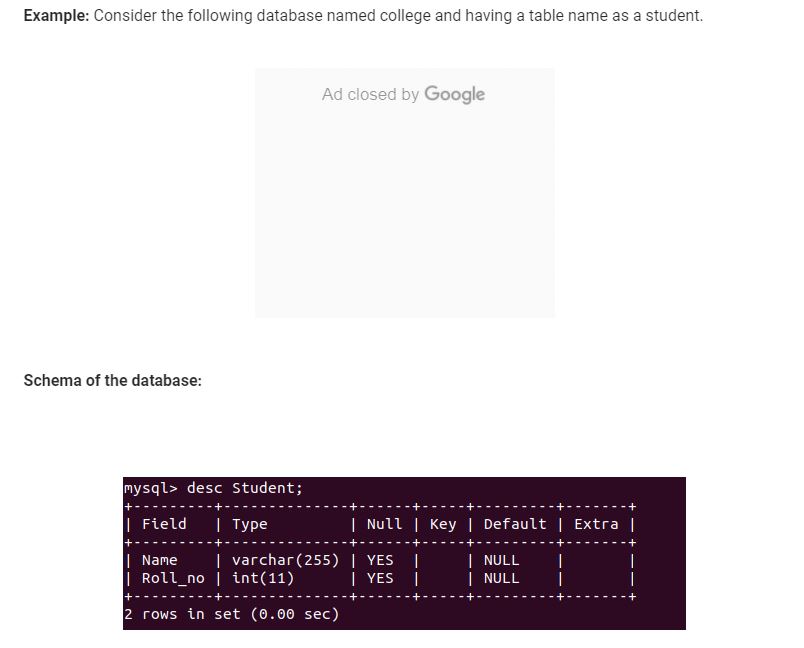 Example: Consider the following database named college and having a table name as a student.
Ad closed by Google
Schema of the database:
mysql> desc Student;
+---------+--------------+------+-----+---------+-------+
| Field   | Type         | Null | Key | Default | Extra |
+---------+--------------+------+-----+---------+-------+
| Name    | varchar(255) | YES  |     | NULL    |       |
| Roll_no | int(11)      | YES  |     | NULL    |       |
+---------+--------------+------+-----+---------+-------+
2 rows in set (0.00 sec)